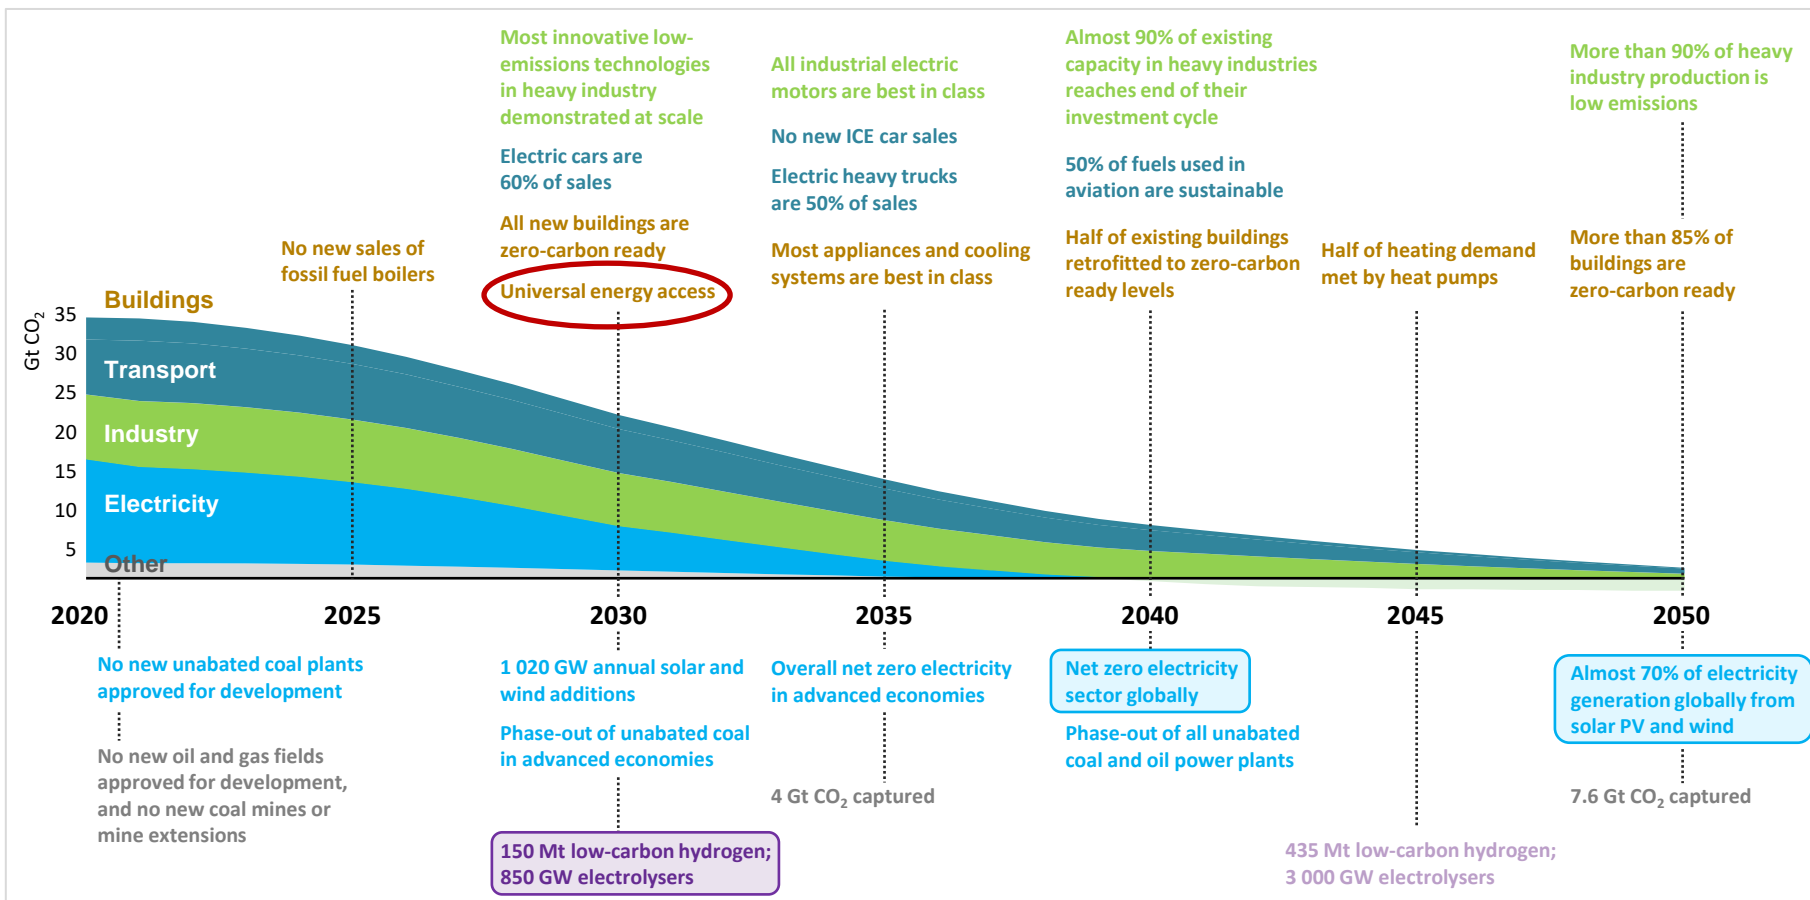 Most innovative low-
emissions technologies
in heavy industry
demonstrated at scale
Electric cars are
60% of sales
All new buildings are
zero-carbon ready
Universal energy access
All industrial electric
motors are best in class
No new ICE car sales
Electric heavy trucks
are 50% of sales
Most appliances and cooling
systems are best in class
Almost 90% of existing
capacity in heavy industries
reaches end of their
investment cycle
50% of fuels used in
aviation are sustainable
Half of existing buildings
retrofitted to zero-carbon
ready levels
More than 90% of heavy
industry production is
low emissions
No new sales of
fossil fuel boilers
Half of heating demand
met by heat pumps
More than 85% of
buildings are
zero-carbon ready
Gt CO₂
35
30
25
20
15
10
5
Buildings
Transport
Industry
Electricity
Other
2020 2025 2030 2035 2040 2045 2050
No new unabated coal plants
approved for development
No new oil and gas fields
approved for development,
and no new coal mines or
mine extensions
1 020 GW annual solar and
wind additions
Phase-out of unabated coal
in advanced economies
150 Mt low-carbon hydrogen;
850 GW electrolysers
Overall net zero electricity
in advanced economies
4 Gt CO₂ captured
Net zero electricity
sector globally
Phase-out of all unabated
coal and oil power plants
435 Mt low-carbon hydrogen;
3 000 GW electrolysers
Almost 70% of electricity
generation globally from
solar PV and wind
7.6 Gt CO₂ captured